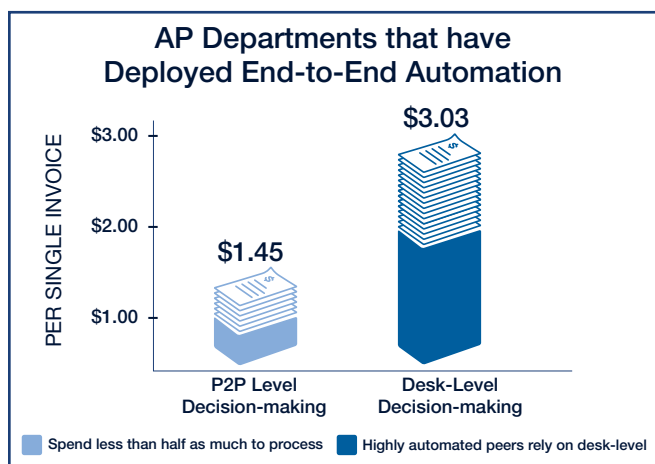 AP Departments that have
Deployed End-to-End Automation
PER SINGLE INVOICE
$3.00
$2.00
$1.00
$1.45
$3.03
P2P Level
Decision-making
Desk-Level
Decision-making
Spend less than half as much to process
Highly automated peers rely on desk-level